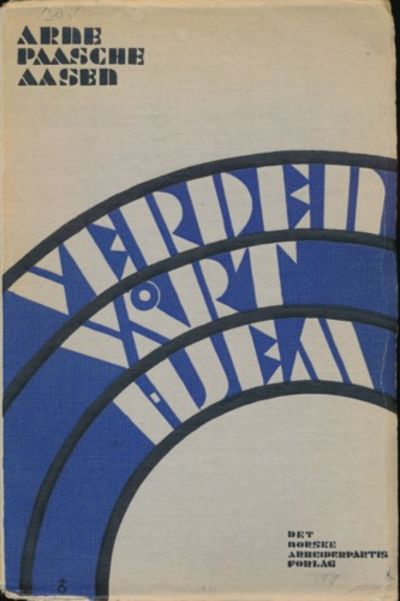 ARNE
PAASCHE
AASEN
VERDEN
VÅRT
HJEM
DET
NORSKE
ARBEIDERPARTIS
FORLAG